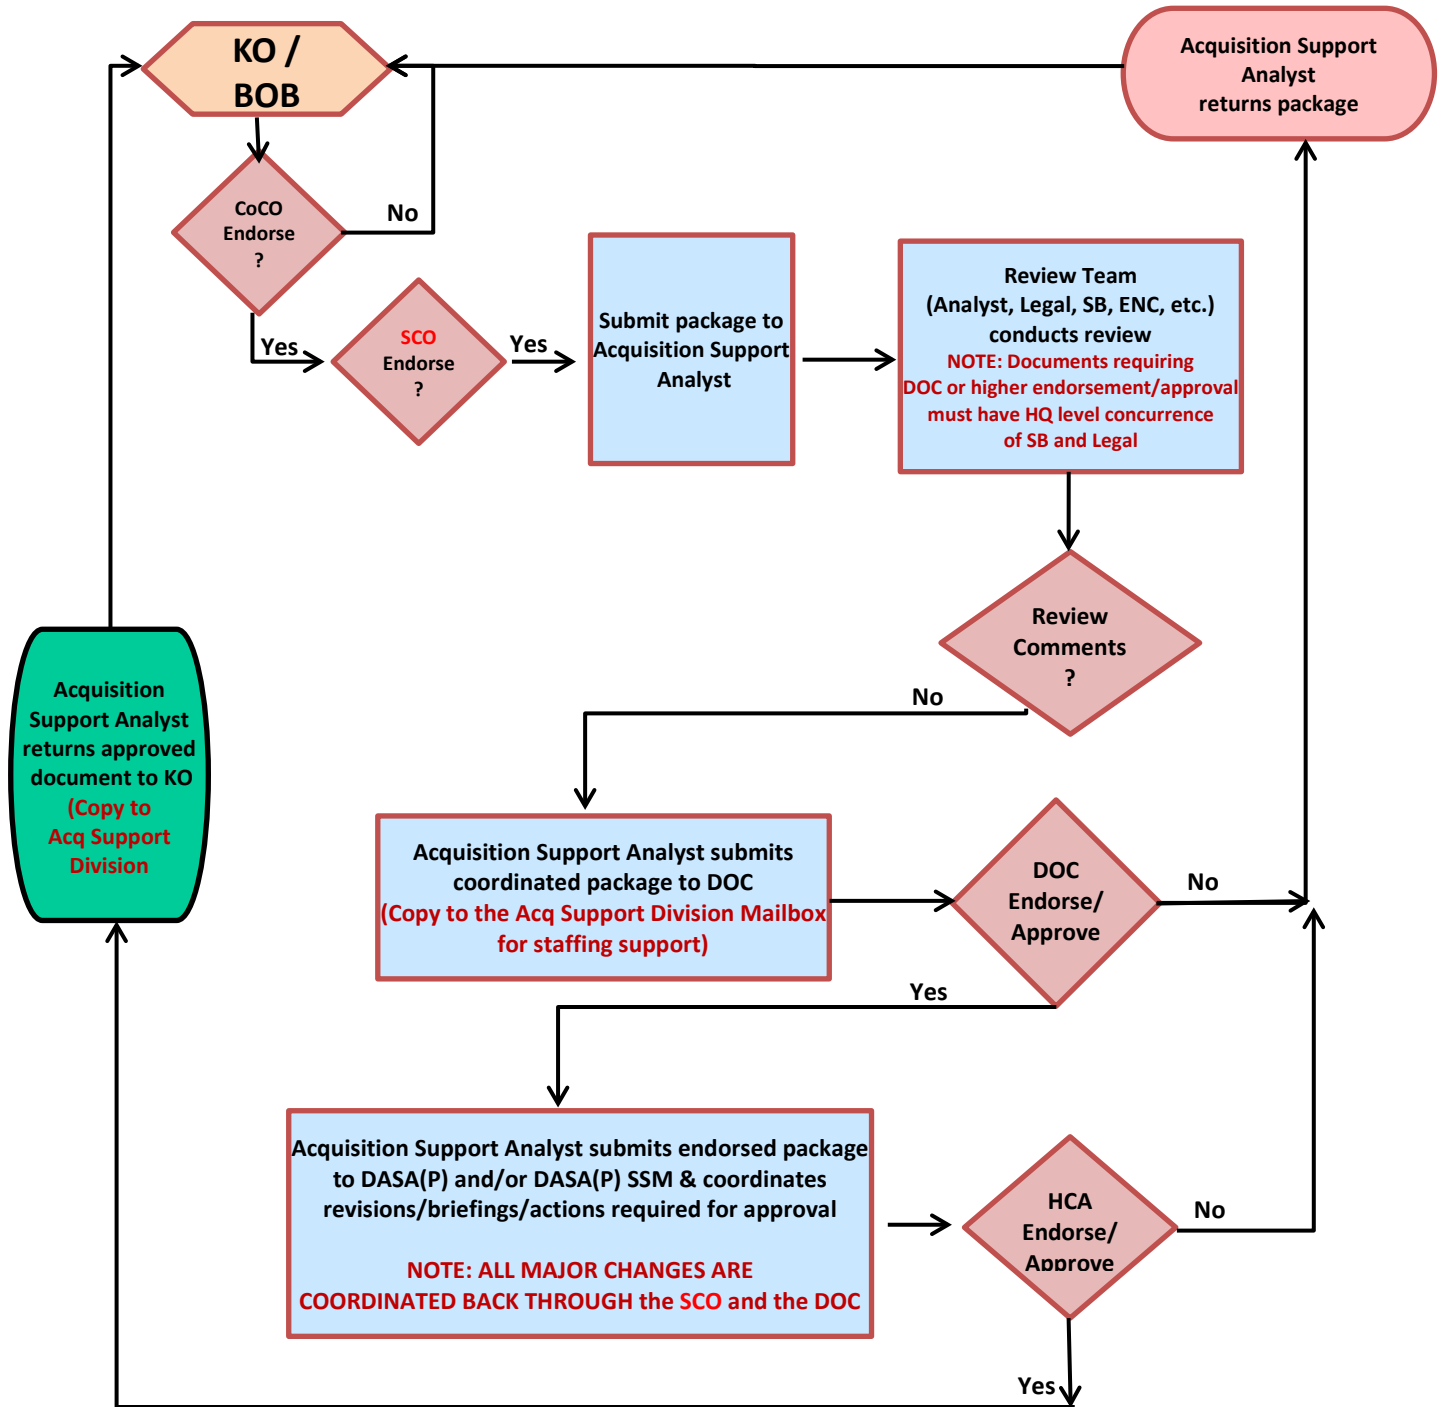 KO /
BOB
Acquisition Support
Analyst
returns package
CoCO
Endorse
?
No
Yes
SCO
Endorse
?
Yes
Submit package to
Acquisition Support
Analyst
Review Team
(Analyst, Legal, SB, ENC, etc.)
conducts review
NOTE: Documents requiring
DOC or higher endorsement/approval
must have HQ level concurrence
of SB and Legal
Review
Comments
?
No
Acquisition
Support Analyst
returns approved
document to KO
(Copy to
Acq Support
Division
Acquisition Support Analyst submits
coordinated package to DOC
(Copy to the Acq Support Division Mailbox
for staffing support)
DOC
Endorse/
Approve
No
Yes
Acquisition Support Analyst submits endorsed package
to DASA(P) and/or DASA(P) SSM & coordinates
revisions/briefings/actions required for approval
NOTE: ALL MAJOR CHANGES ARE
COORDINATED BACK THROUGH the SCO and the DOC
HCA
Endorse/
Approve
No
Yes